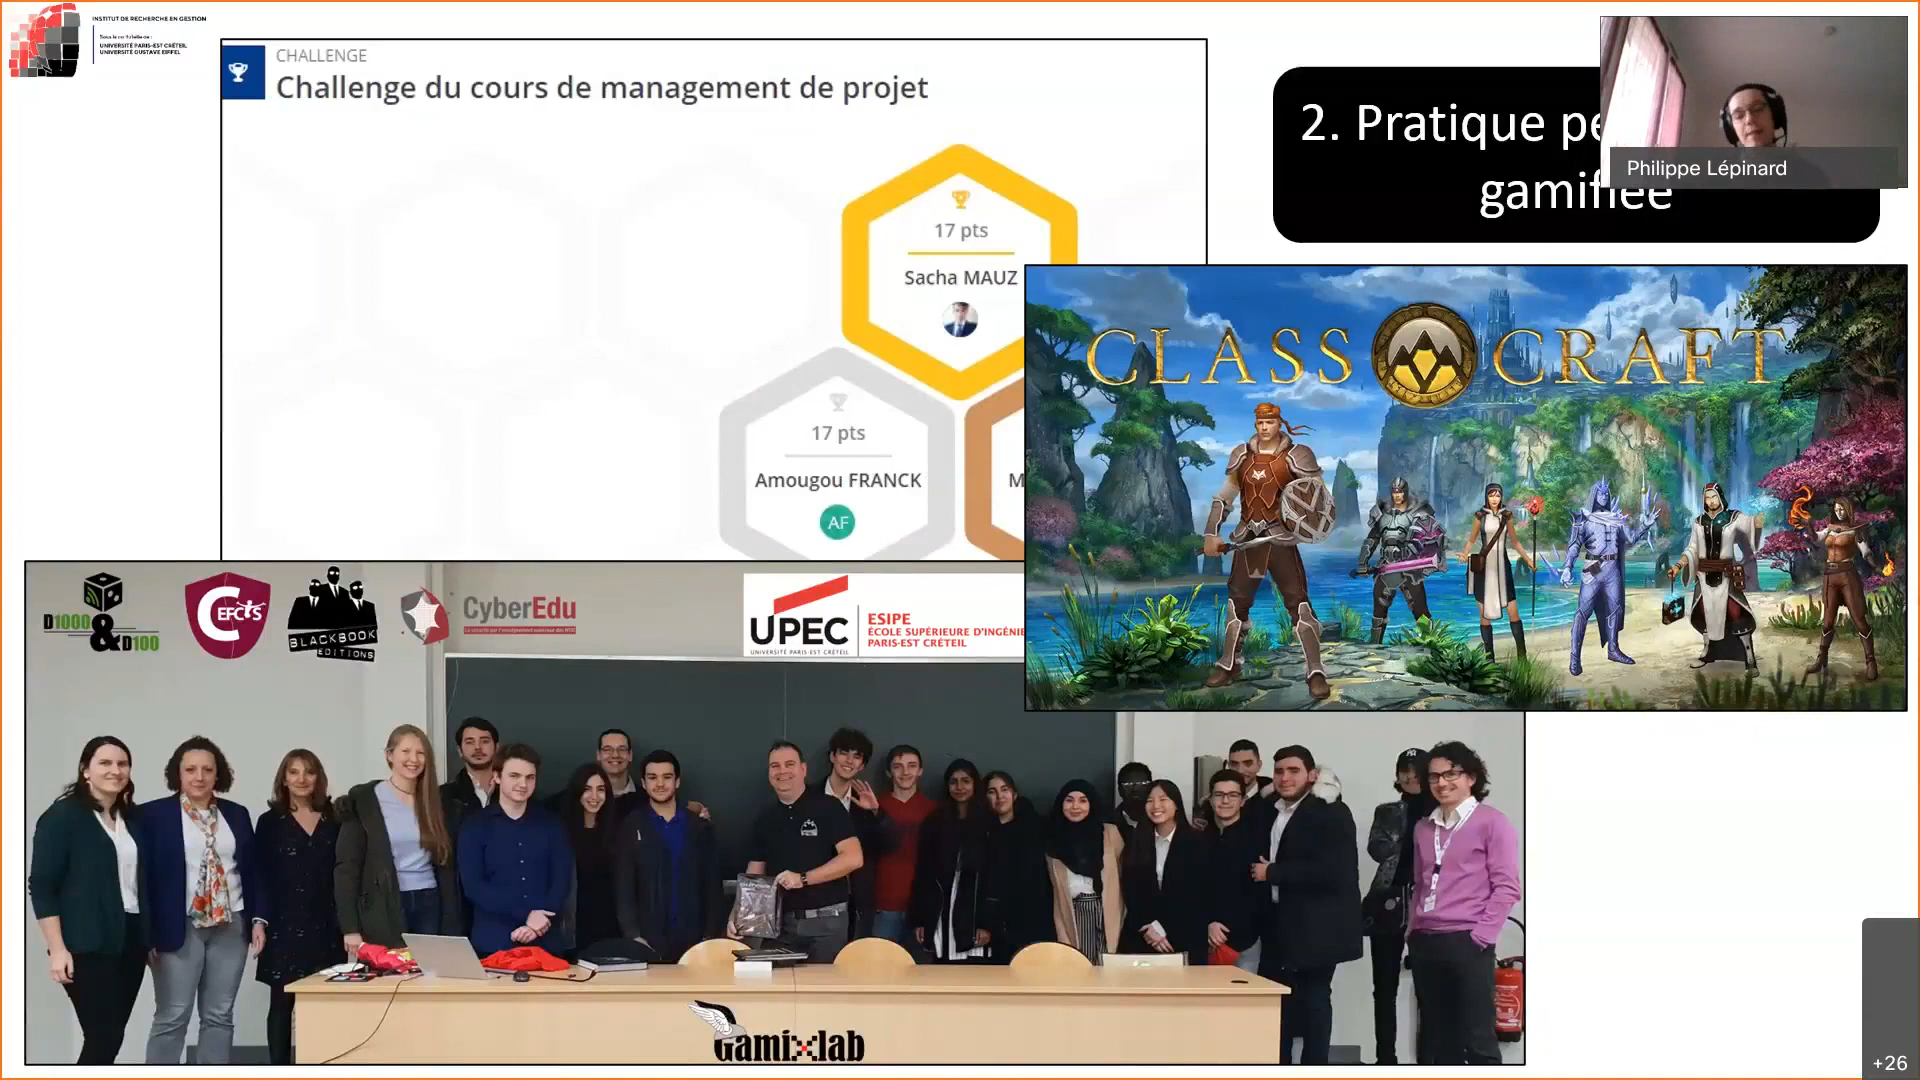 INSTITUT DE RECHERCHE EN GESTION
UNIVERSITÉ PARIS-EST CRÉTEIL
UNIVERSITÉ GUSTAVE EIFFEL
CHALLENGE
Challenge du cours de management de projet
17 pts
Sacha MAUZ
17 pts
Amougou FRANCK
AF
M
2. Pratique pé
gamifiée
Philippe Lépinard
CLASS CRAFT
D1000 & D100
C EFCTS
BLACKBOOK
EDITIONS
CyberEdu
UPEC
UNIVERSITÉ PARIS-EST CRÉTEIL
ESIPE
ÉCOLE SUPÉRIEURE D'INGÉNIE
PARIS-EST CRÉTEIL
Gamixlab
+26